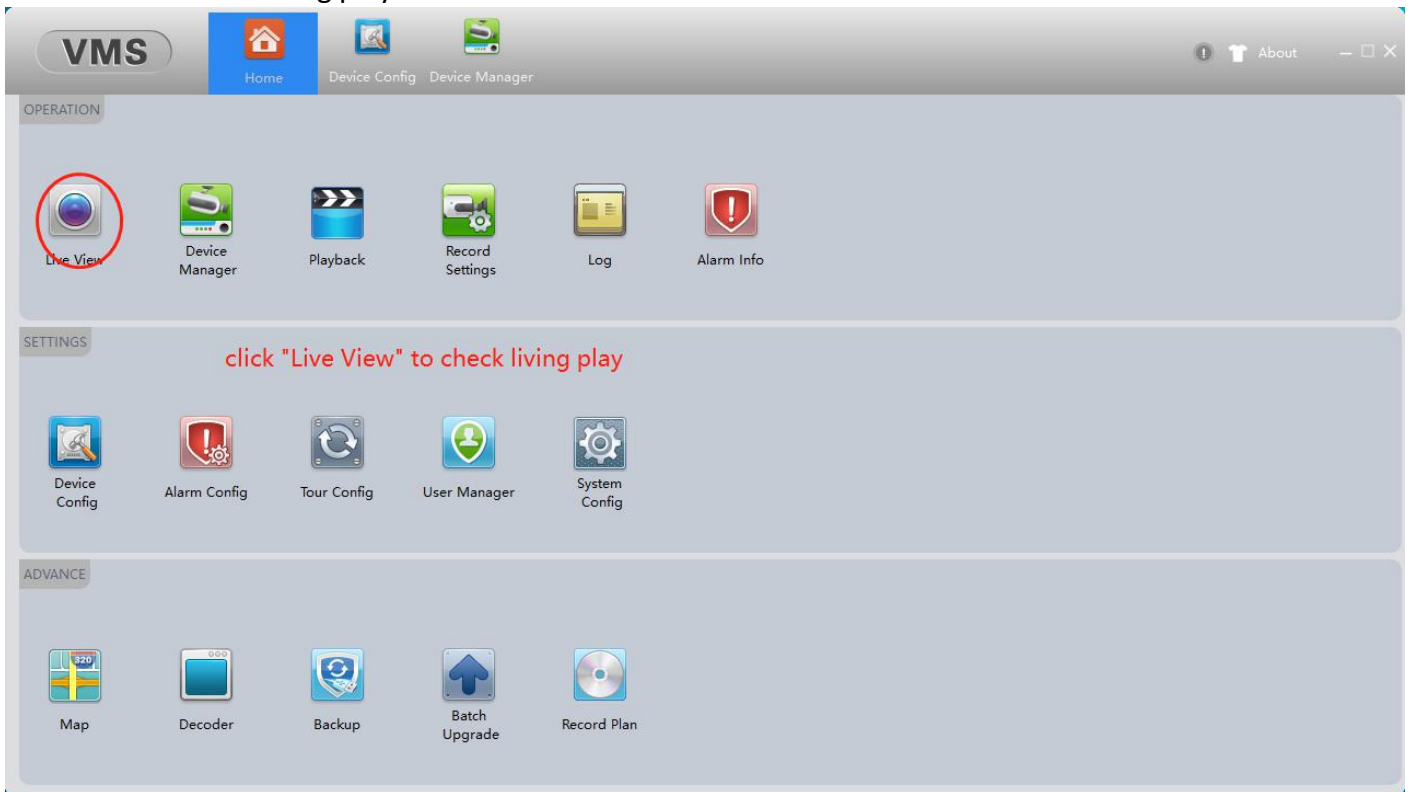 g play
VMS
Home
Device Config
Device Manager
About
OPERATION
Live View
Device
Manager
Playback
Record
Settings
Log
Alarm Info
SETTINGS
click "Live View" to check living play
Device
Config
Alarm Config
Tour Config
User Manager
System
Config
ADVANCE
320
Map
Decoder
Backup
Batch
Upgrade
Record Plan